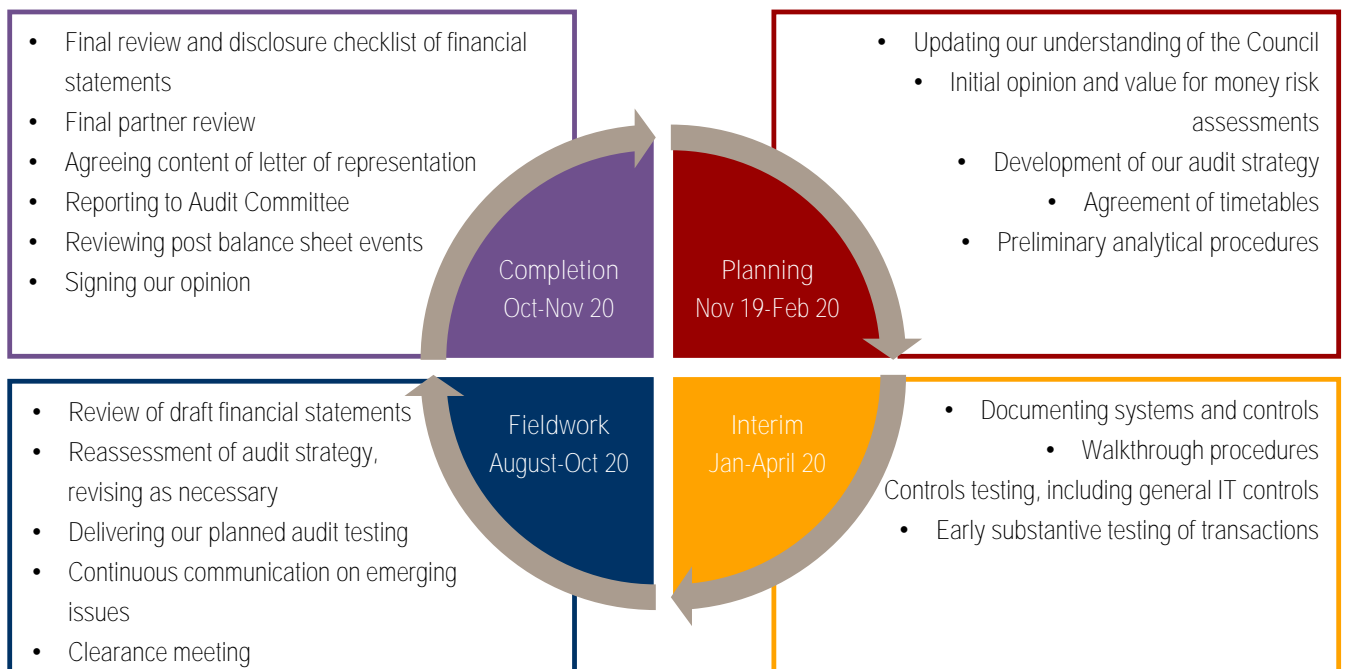 • Final review and disclosure checklist of financial
statements
• Final partner review
• Agreeing content of letter of representation
• Reporting to Audit Committee
• Reviewing post balance sheet events
• Signing our opinion
• Updating our understanding of the Council
• Initial opinion and value for money risk
assessments
• Development of our audit strategy
• Agreement of timetables
• Preliminary analytical procedures
Completion
Oct-Nov 20
Planning
Nov 19-Feb 20
Fieldwork
August-Oct 20
Interim
Jan-April 20
• Review of draft financial statements
• Reassessment of audit strategy,
revising as necessary
• Delivering our planned audit testing
• Continuous communication on emerging
issues
• Clearance meeting
• Documenting systems and controls
• Walkthrough procedures
Controls testing, including general IT controls
• Early substantive testing of transactions